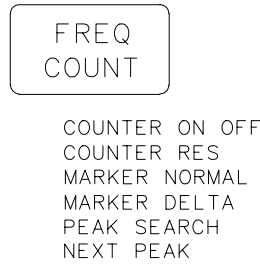 FREQ
COUNT
COUNTER ON OFF
COUNTER RES
MARKER NORMAL
MARKER DELTA
PEAK SEARCH
NEXT PEAK